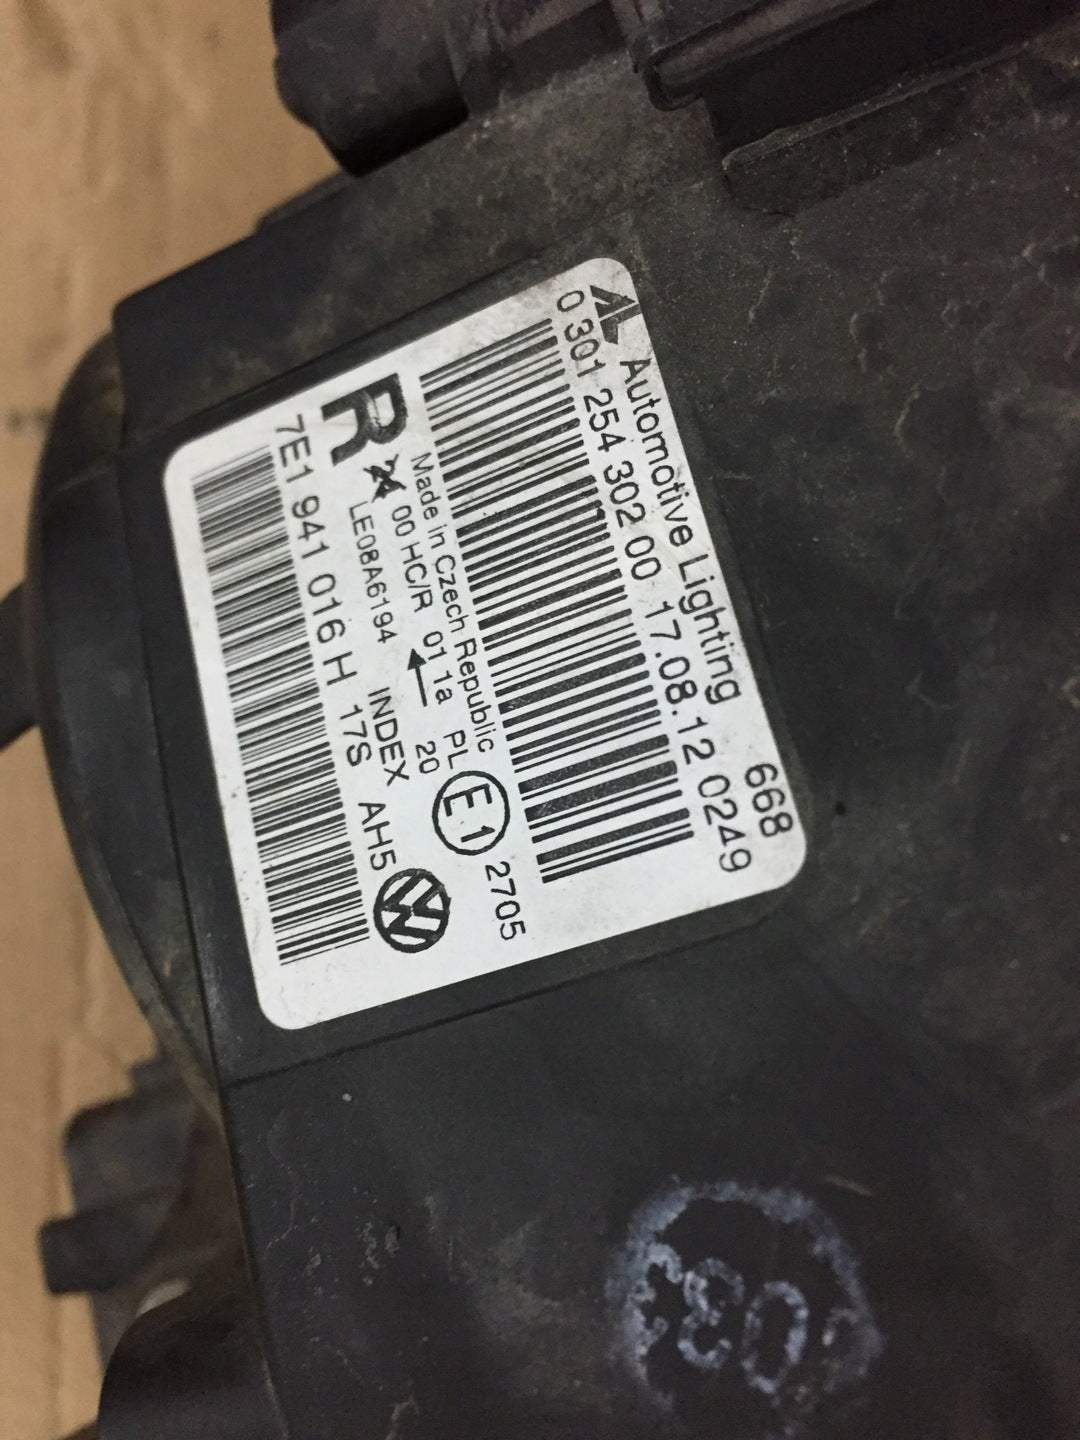 AL Automotive Lighting 668
0 301 254 302 00 17.08.12 0249
Made in Czech Republic
R 00 HC/R 01 1a PL E1 2705
20
LE08A6194 INDEX AH5
7E1 941 016 H 17S
VW